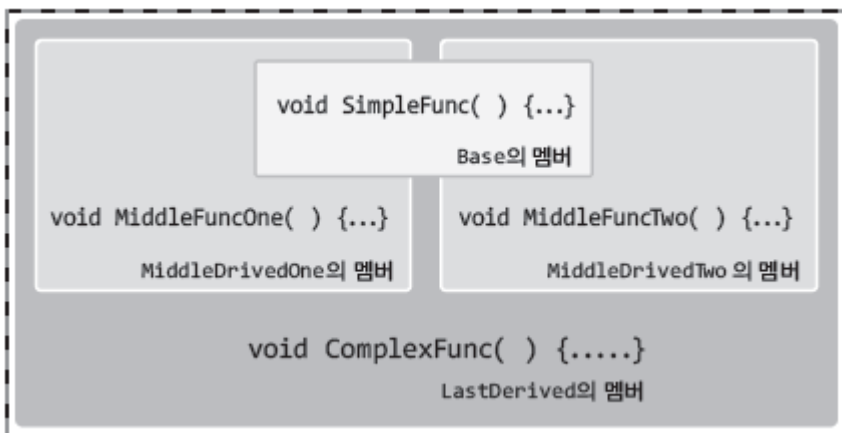 void SimpleFunc( ) {...}
Base의 멤버
void MiddleFuncOne( ) {...}
MiddleDrivedOne의 멤버
void MiddleFuncTwo( ) {...}
MiddleDrivedTwo 의 멤버
void ComplexFunc( ) {.....}
LastDerived의 멤버